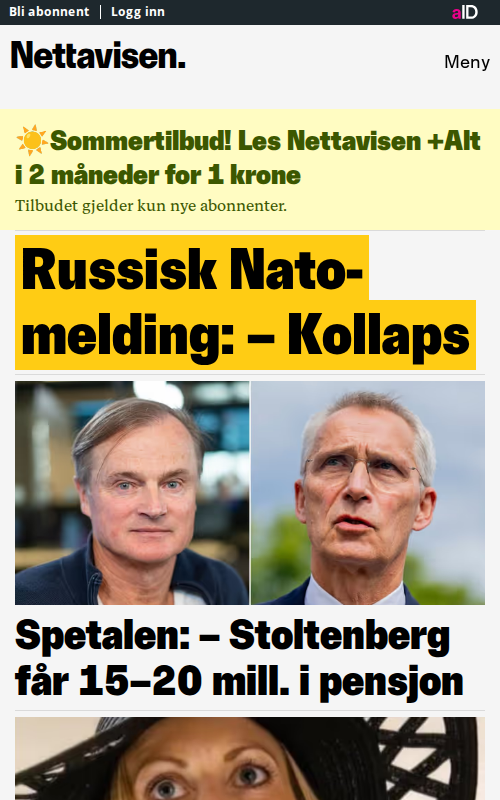 Bli abonnent | Logg inn
aID
Nettavisen.
Meny
☀️Sommertilbud! Les Nettavisen +Alt
i 2 måneder for 1 krone
Tilbudet gjelder kun nye abonnenter.
Russisk Nato-
melding: – Kollaps
Spetalen: – Stoltenberg
får 15–20 mill. i pensjon